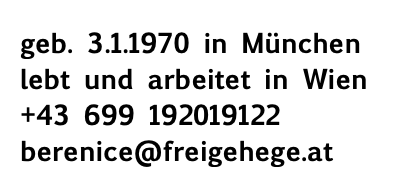 geb. 3.1.1970 in München
lebt und arbeitet in Wien
+43 699 192019122
berenice@freigehege.at